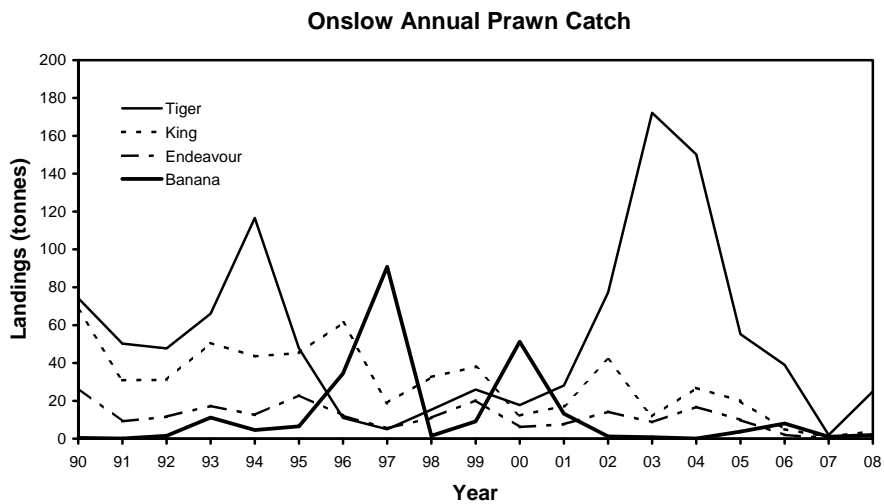 Onslow Annual Prawn Catch
200
180
160
140
120
100
80
60
40
20
0
Landings (tonnes)
Tiger
King
Endeavour
Banana
90 91 92 93 94 95 96 97 98 99 00 01 02 03 04 05 06 07 08
Year